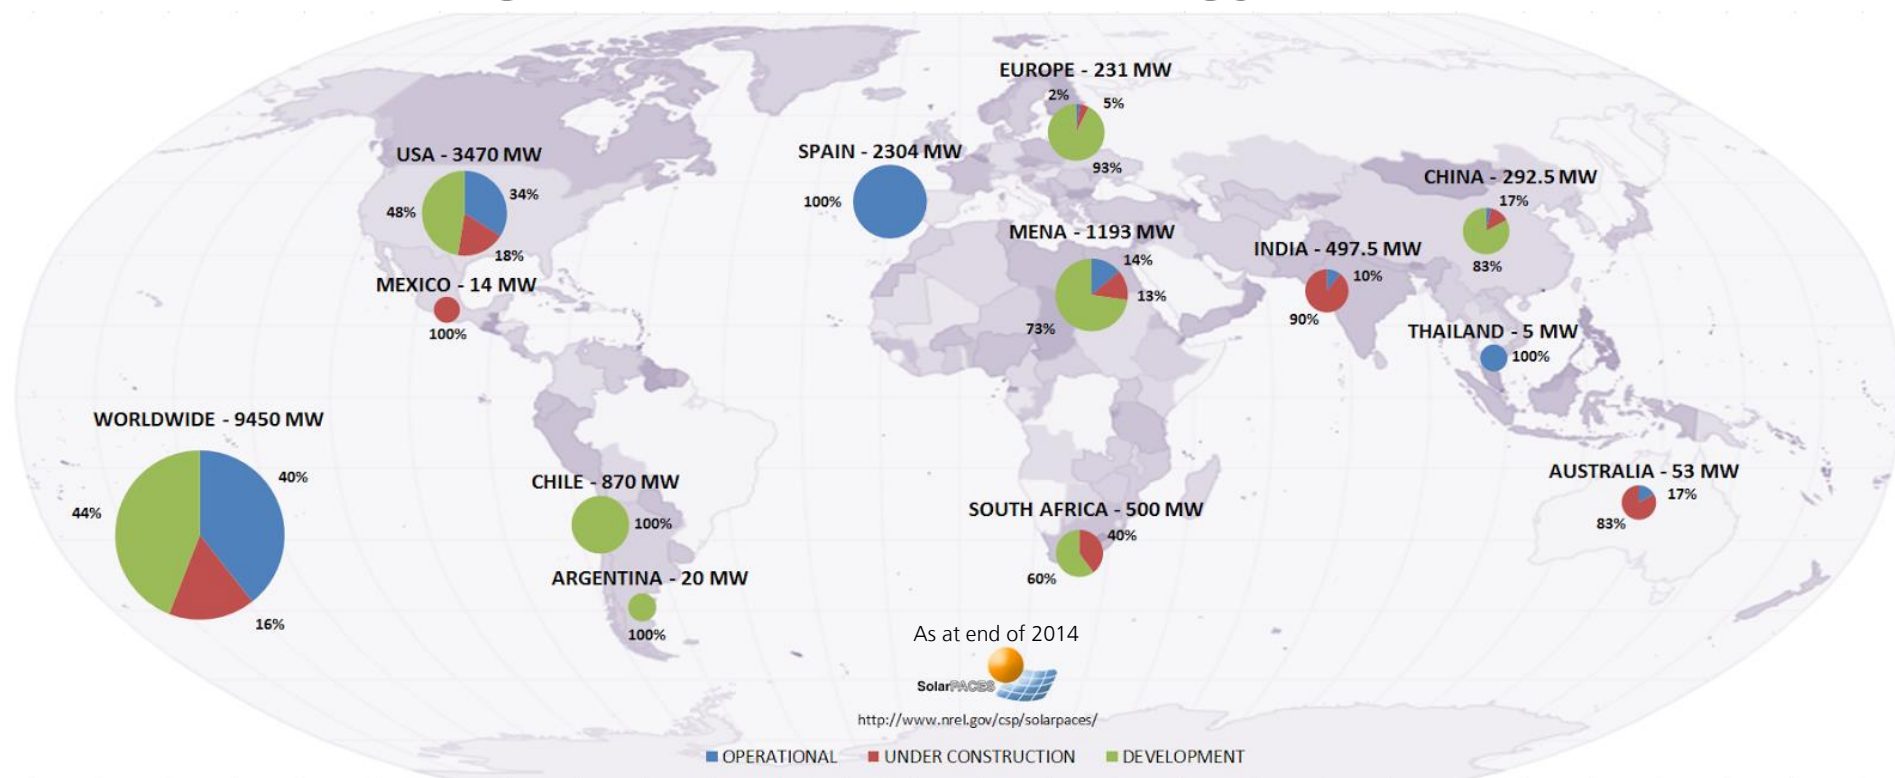 EUROPE - 231 MW
2%
5%
93%
USA - 3470 MW
34%
48%
18%
SPAIN - 2304 MW
100%
CHINA - 292.5 MW
17%
83%
MENA - 1193 MW
14%
13%
73%
INDIA - 497.5 MW
10%
90%
MEXICO - 14 MW
100%
THAILAND - 5 MW
100%
WORLDWIDE - 9450 MW
40%
44%
16%
CHILE - 870 MW
100%
AUSTRALIA - 53 MW
17%
83%
SOUTH AFRICA - 500 MW
40%
60%
ARGENTINA - 20 MW
100%
As at end of 2014
SolarPACES
http://www.nrel.gov/csp/solarpaces/
OPERATIONAL UNDER CONSTRUCTION DEVELOPMENT